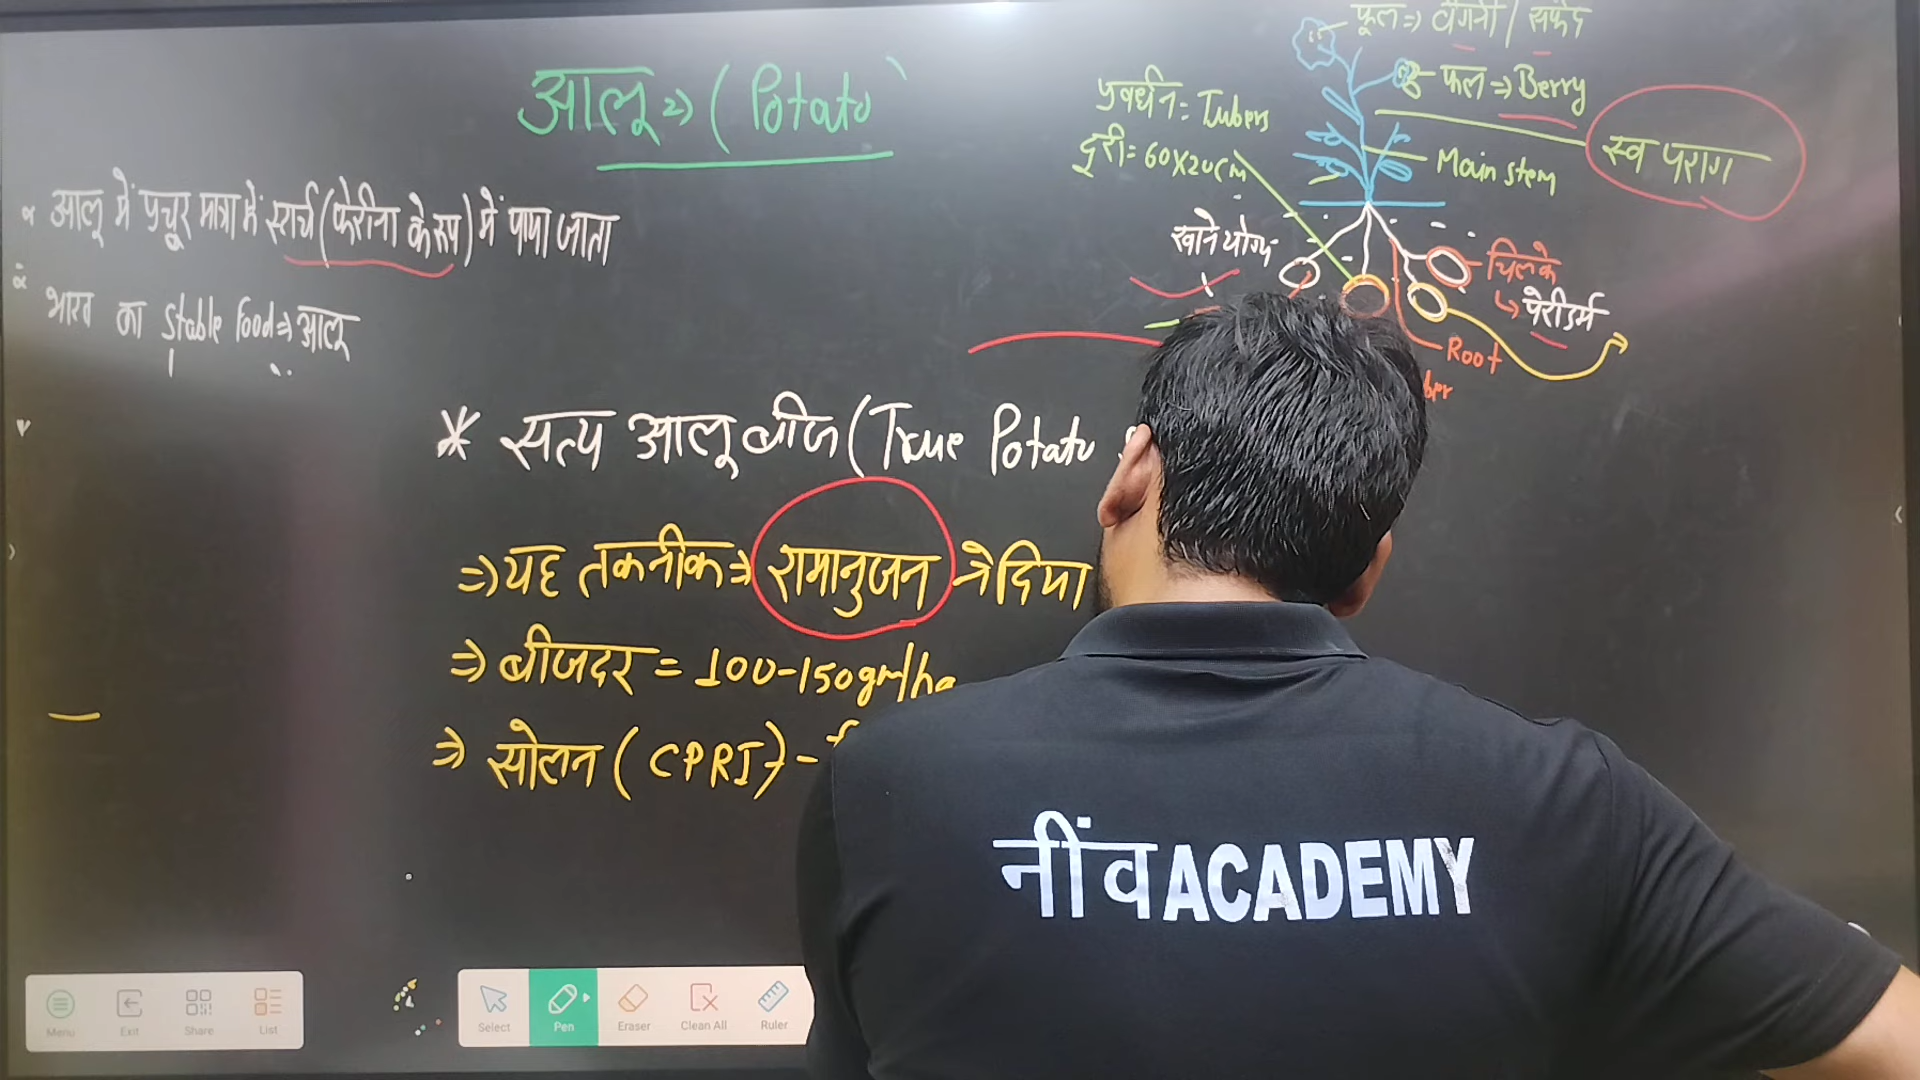 आलू ⇒ (Potato
* आलू में प्रचुर मात्रा में स्टार्च (फेरीना के रूप) में पाया जाता
* भारत का Stable Food ⇒ आलू
फूल ⇒ बैंगनी / सफेद
फल ⇒ Berry
स्व पराग
प्रवर्धन = Tubers
दुरी = 60x20cm
Main stem
खाने योग्य
चिलके
↳ पेरीडर्म
Root
* सत्य आलू बीज (True Potato
⇒ यह तकनीक ⇒ रामानुजन ने दिया
⇒ बीजदर = 100-150gm/ha
⇒ सोलन (CPRI) -
नींव ACADEMY
Menu Exit Share List
Select Pen Eraser Clean All Ruler